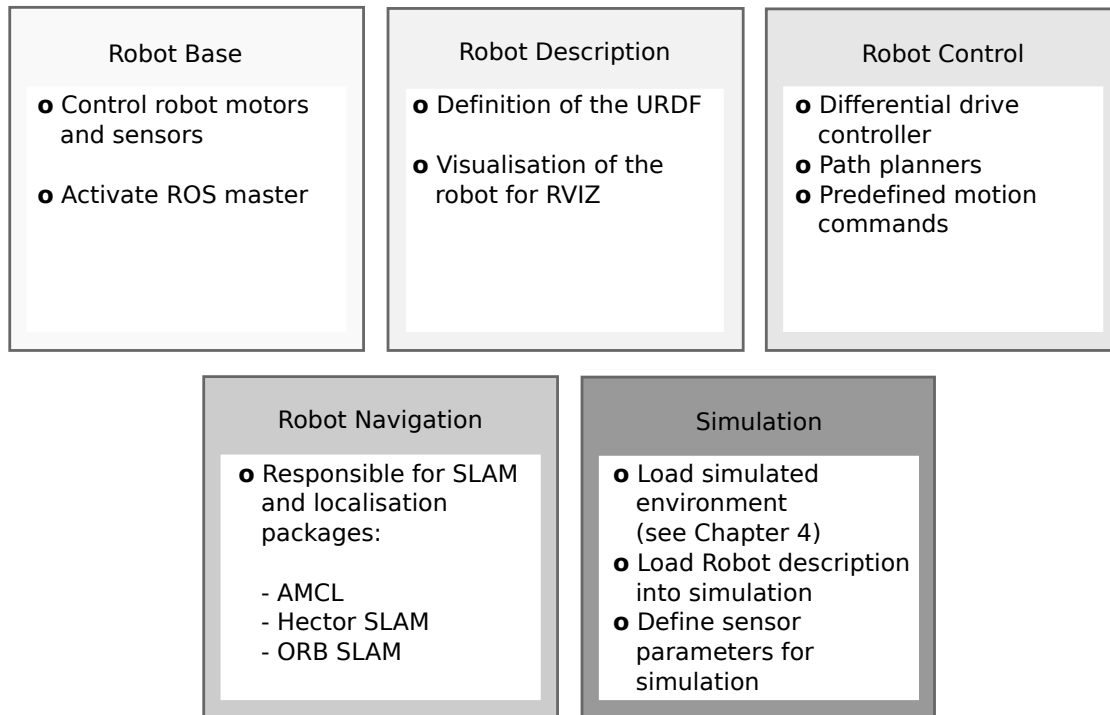 Robot Base
o Control robot motors
and sensors
o Activate ROS master
Robot Description
o Definition of the URDF
o Visualisation of the
robot for RVIZ
Robot Control
o Differential drive
controller
o Path planners
o Predefined motion
commands
Robot Navigation
o Responsible for SLAM
and localisation
packages:
- AMCL
- Hector SLAM
- ORB SLAM
Simulation
o Load simulated
environment
(see Chapter 4)
o Load Robot description
into simulation
o Define sensor
parameters for
simulation